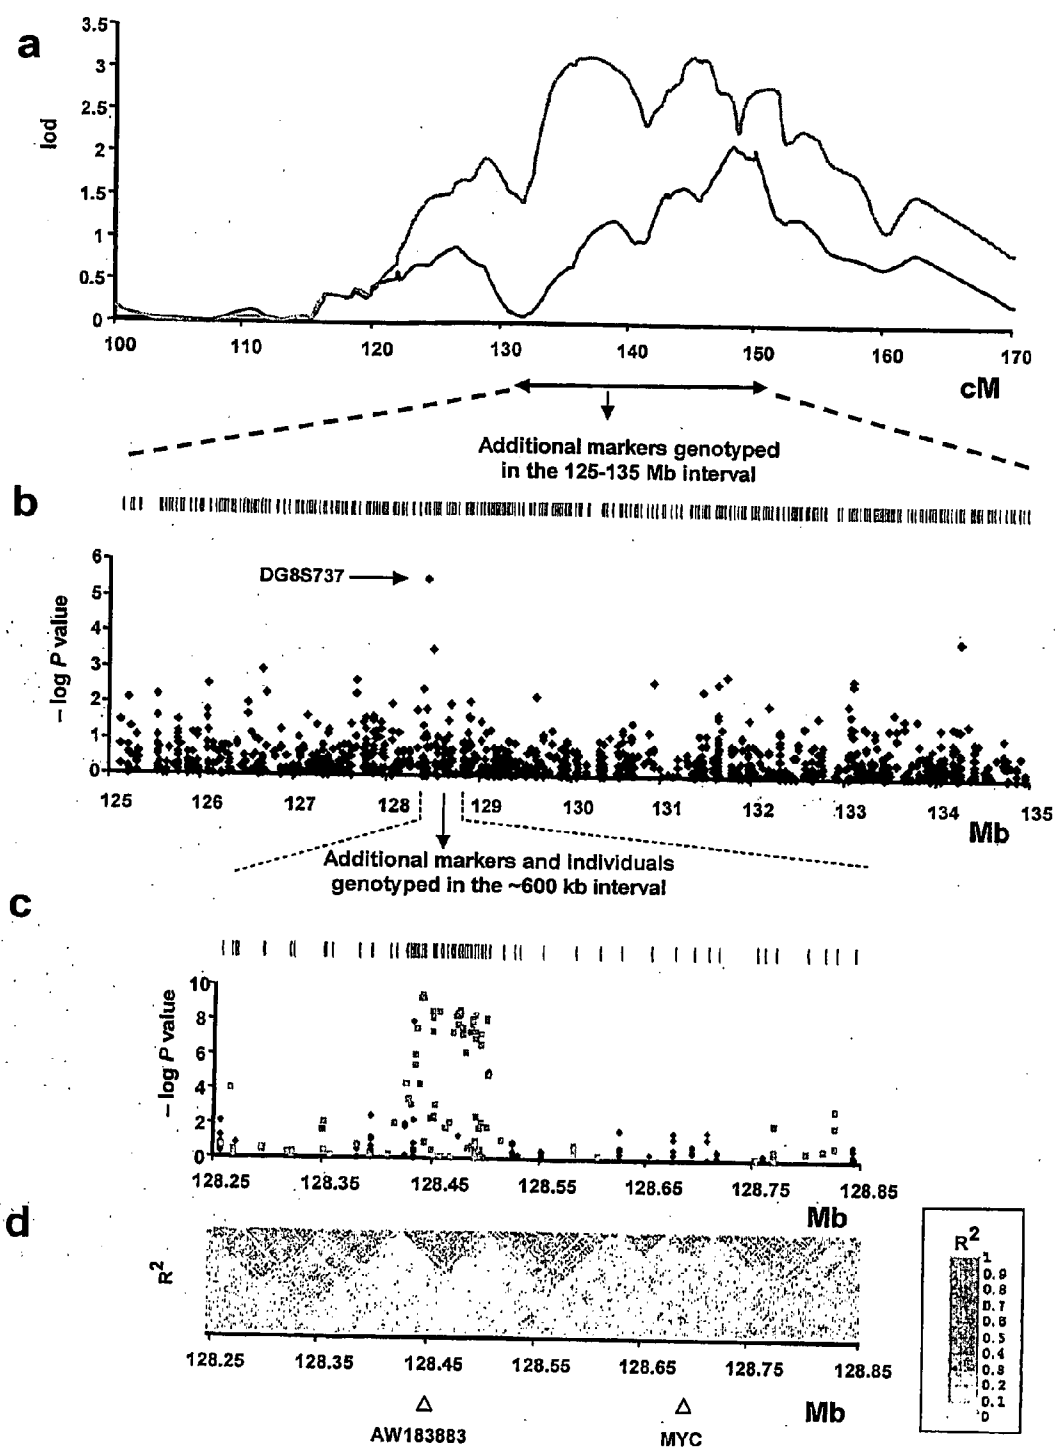 a
3.5
3
2.5
2
1.5
1
0.5
0
lod
100 110 120 130 140 150 160 170
cM
Additional markers genotyped
in the 125-135 Mb interval
b
6
5
4
3
2
1
0
– log P value
DG8S737
125 126 127 128 129 130 131 132 133 134 135
Mb
Additional markers and individuals
genotyped in the ~600 kb interval
c
10
8
6
4
2
0
– log P value
128.25 128.35 128.45 128.55 128.65 128.75 128.85
Mb
d
R²
128.25 128.35 128.45 128.55 128.65 128.75 128.85
Mb
AW183883 MYC
R²
1
0.9
0.8
0.7
0.6
0.5
0.4
0.3
0.2
0.1
0